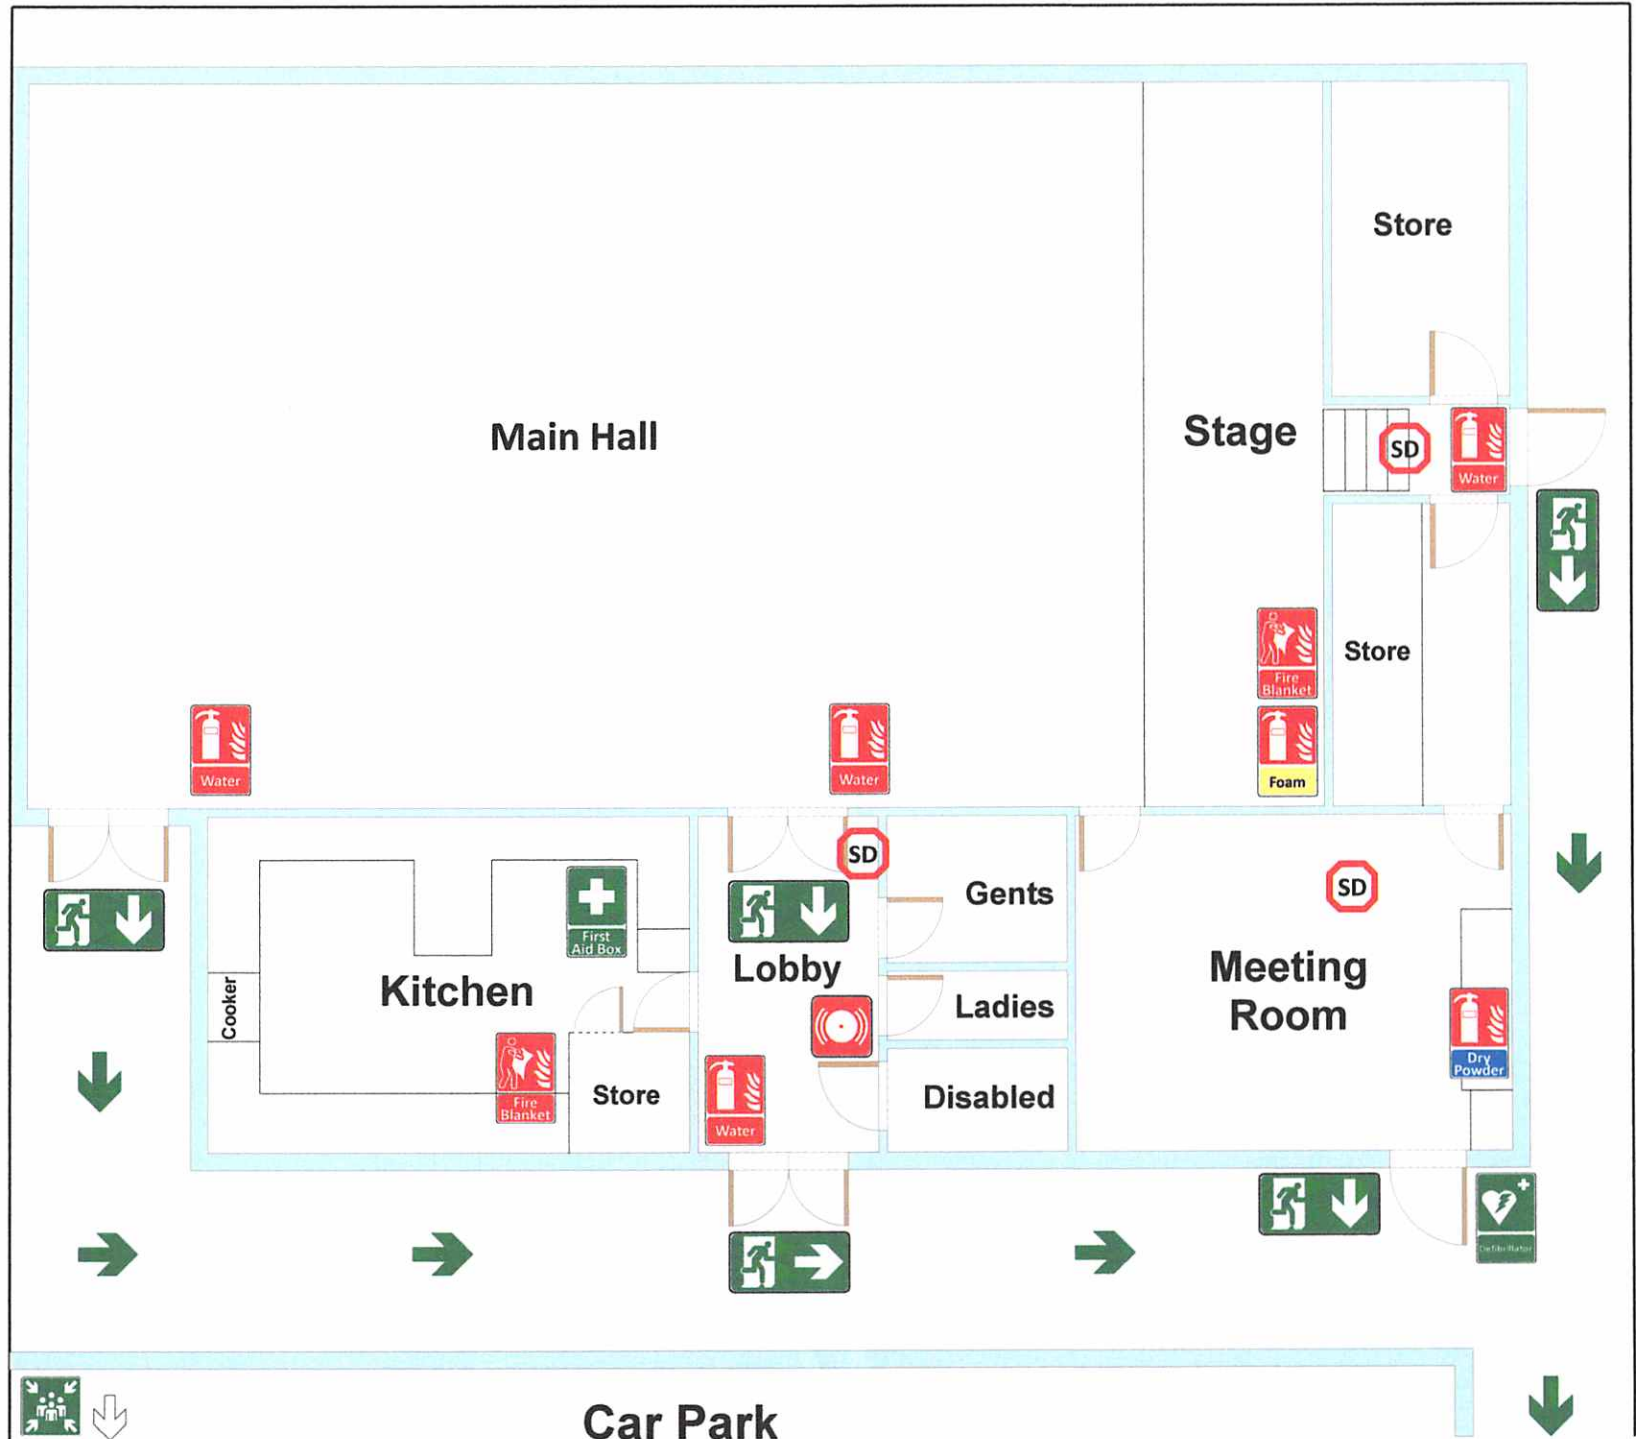 Store
Main Hall
Stage
SD
Water
Store
Fire
Blanket
Foam
Water
Water
SD
Gents
SD
First
Aid Box
Lobby
Meeting
Room
Kitchen
Cooker
Ladies
Dry
Powder
Fire
Blanket
Store
Water
Disabled
Defibrillator
Car Park